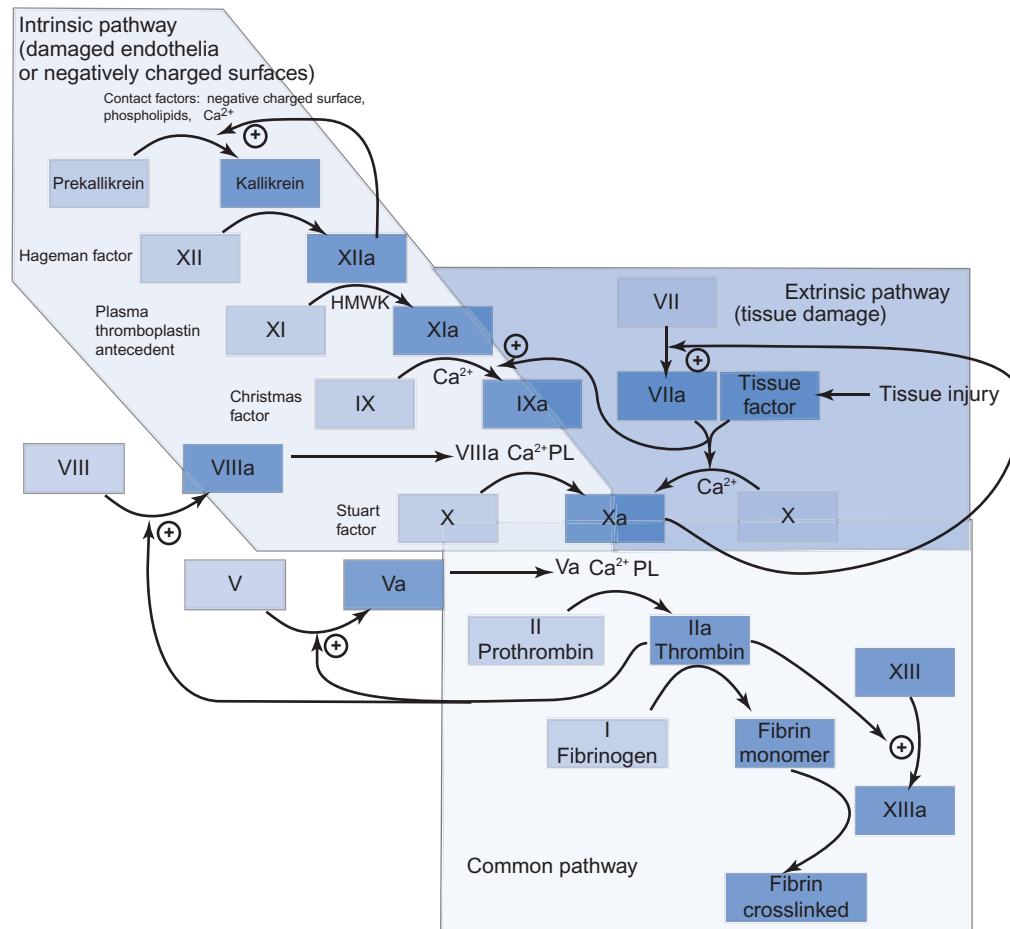 Intrinsic pathway
(damaged endothelia
or negatively charged surfaces)
Contact factors: negative charged surface,
phospholipids, Ca2+
+
Prekallikrein
Kallikrein
Hageman factor
XII
XIIa
HMWK
Plasma
thromboplastin
antecedent
XI
XIa
+
Ca2+
Christmas
factor
IX
IXa
Extrinsic pathway
(tissue damage)
VII
+
VIIa
Tissue
factor
Tissue injury
Ca2+
VIII
VIIIa
VIIIa Ca2+PL
+
Stuart
factor
X
Xa
X
V
Va
Va Ca2+ PL
+
II
Prothrombin
IIa
Thrombin
XIII
+
I
Fibrinogen
Fibrin
monomer
XIIIa
Common pathway
Fibrin
crosslinked